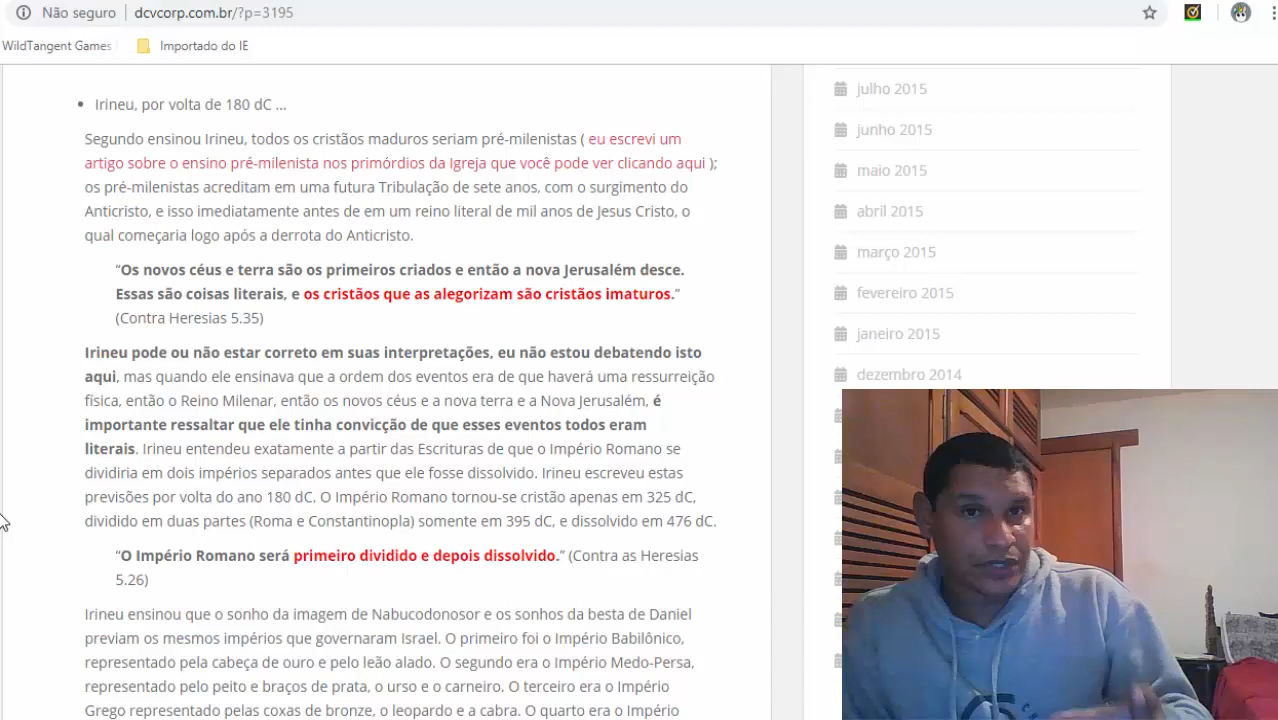 Não seguro
dcvcorp.com.br/?p=3195
WildTangent Games
Importado do IE
Irineu, por volta de 180 dC ...
Segundo ensinou Irineu, todos os cristãos maduros seriam pré-milenistas ( eu escrevi um
artigo sobre o ensino pré-milenista nos primórdios da Igreja que você pode ver clicando aqui );
os pré-milenistas acreditam em uma futura Tribulação de sete anos, com o surgimento do
Anticristo, e isso imediatamente antes de em um reino literal de mil anos de Jesus Cristo, o
qual começaria logo após a derrota do Anticristo.
“Os novos céus e terra são os primeiros criados e então a nova Jerusalém desce.
Essas são coisas literais, e os cristãos que as alegorizam são cristãos imaturos.”
(Contra Heresias 5.35)
Irineu pode ou não estar correto em suas interpretações, eu não estou debatendo isto
aqui, mas quando ele ensinava que a ordem dos eventos era de que haverá uma ressurreição
física, então o Reino Milenar, então os novos céus e a nova terra e a Nova Jerusalém, é
importante ressaltar que ele tinha convicção de que esses eventos todos eram
literais. Irineu entendeu exatamente a partir das Escrituras de que o Império Romano se
dividiria em dois impérios separados antes que ele fosse dissolvido. Irineu escreveu estas
previsões por volta do ano 180 dC. O Império Romano tornou-se cristão apenas em 325 dC,
dividido em duas partes (Roma e Constantinopla) somente em 395 dC, e dissolvido em 476 dC.
“O Império Romano será primeiro dividido e depois dissolvido.” (Contra as Heresias
5.26)
Irineu ensinou que o sonho da imagem de Nabucodonosor e os sonhos da besta de Daniel
previam os mesmos impérios que governaram Israel. O primeiro foi o Império Babilônico,
representado pela cabeça de ouro e pelo leão alado. O segundo era o Império Medo-Persa,
representado pelo peito e braços de prata, o urso e o carneiro. O terceiro era o Império
Grego representado pelas coxas de bronze, o leopardo e a cabra. O quarto era o Império
julho 2015
junho 2015
maio 2015
abril 2015
março 2015
fevereiro 2015
janeiro 2015
dezembro 2014